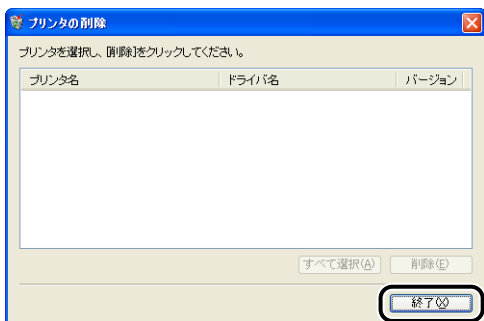 プリンタの削除
プリンタを選択し、[削除]をクリックしてください。
プリンタ名 ドライバ名 バージョン
すべて選択(A) 削除(E)
終了(X)